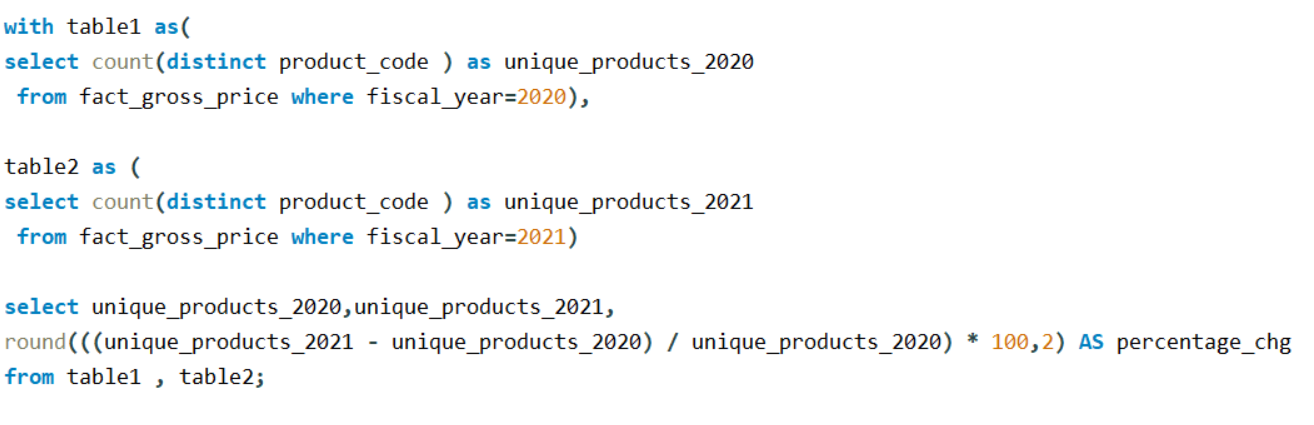 with table1 as(
select count(distinct product_code ) as unique_products_2020
from fact_gross_price where fiscal_year=2020),
table2 as (
select count(distinct product_code ) as unique_products_2021
from fact_gross_price where fiscal_year=2021)
select unique_products_2020,unique_products_2021,
round(((unique_products_2021 - unique_products_2020) / unique_products_2020) * 100,2) AS percentage_chg
from table1 , table2;